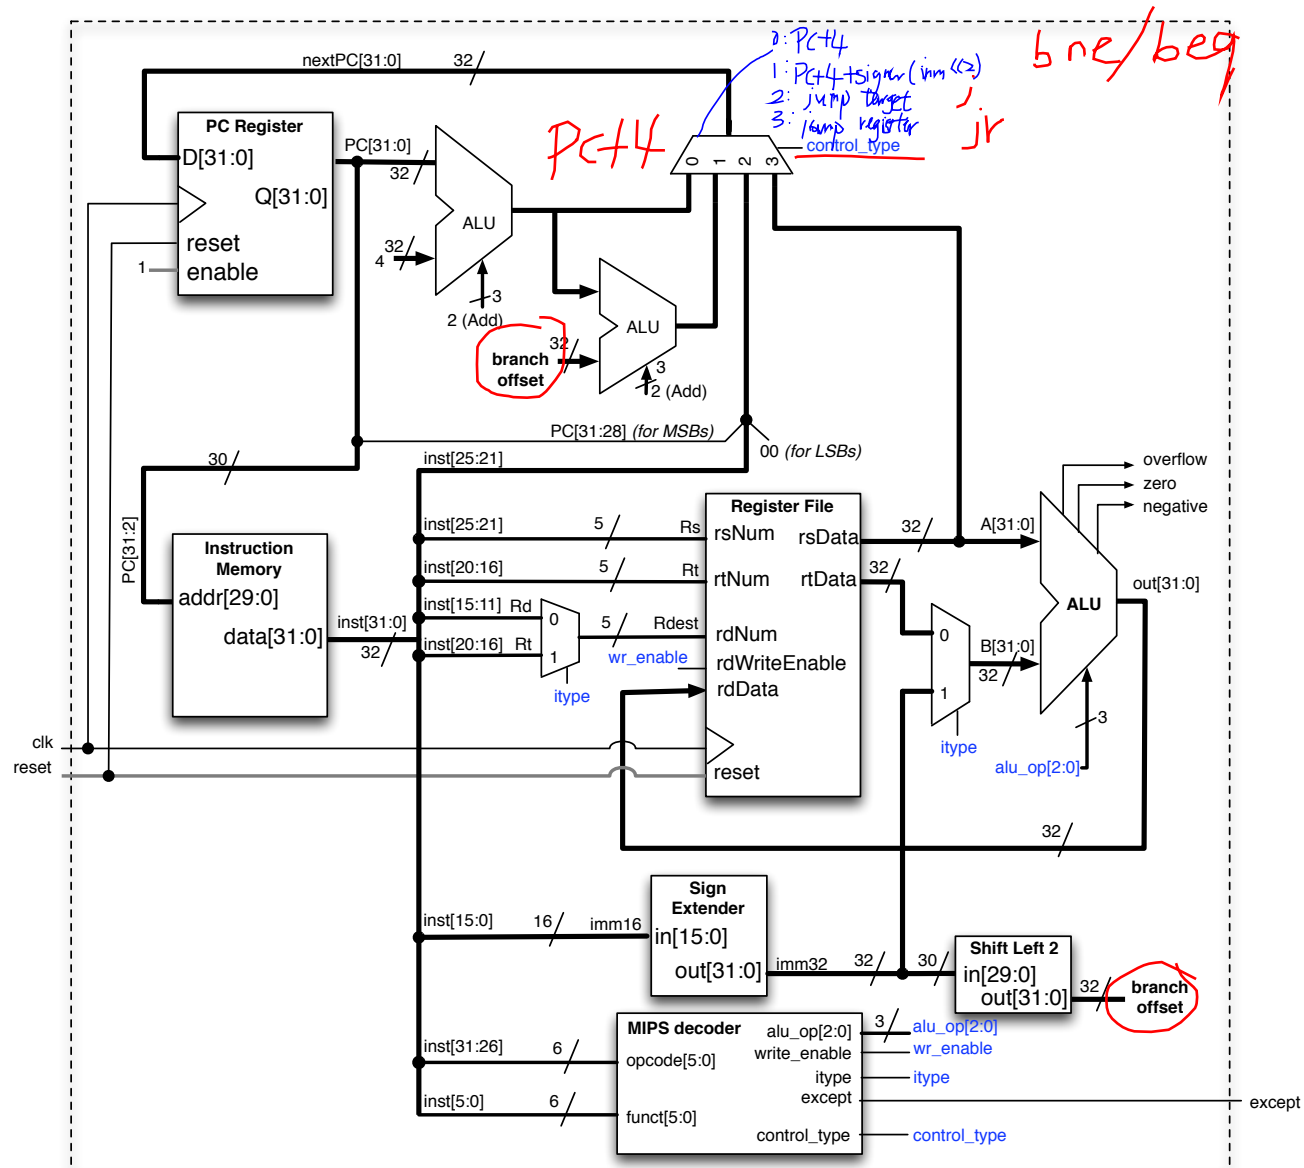 bne/beq
0: PC+4
1: PC+4+signex(imm<<2)
2: jump target
j
3: jump register
jr
nextPC[31:0]
32
PC Register
D[31:0]
Q[31:0]
reset
enable
1
PC[31:0]
32
PC+4
0
1
2
3
control_type
ALU
4
32
3
2 (Add)
ALU
32
branch
offset
3
2 (Add)
PC[31:28] (for MSBs)
00 (for LSBs)
30
PC[31:2]
inst[25:21]
Instruction
Memory
addr[29:0]
data[31:0]
inst[31:0]
32
inst[25:21]
5
Rs
inst[20:16]
5
Rt
inst[15:11]
Rd
inst[20:16]
Rt
0
1
itype
5
Rdest
wr_enable
Register File
rsNum
rsData
rtNum
rtData
rdNum
rdWriteEnable
rdData
reset
32
32
A[31:0]
overflow
zero
negative
out[31:0]
ALU
0
1
B[31:0]
32
itype
3
alu_op[2:0]
clk
reset
32
inst[15:0]
16
imm16
Sign
Extender
in[15:0]
out[31:0]
imm32
32
30
Shift Left 2
in[29:0]
out[31:0]
32
branch
offset
MIPS decoder
inst[31:26]
6
opcode[5:0]
inst[5:0]
6
funct[5:0]
alu_op[2:0]
3
alu_op[2:0]
write_enable
wr_enable
itype
itype
except
except
control_type
control_type